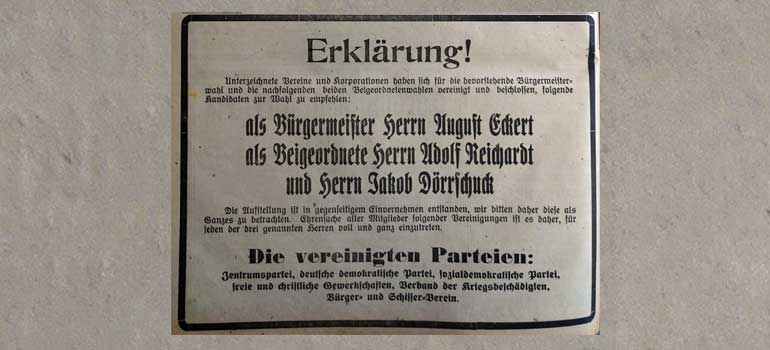 Erklärung!
Unterzeichnete Vereine und Korporationen haben sich für die bevorstehende Bürgermeister-
wahl und die nachfolgenden beiden Beigeordnetenwahlen vereinigt und beschlossen, folgende
Kandidaten zur Wahl zu empfehlen:
als Bürgermeister Herrn August Eckert
als Beigeordnete Herrn Adolf Reichardt
und Herrn Jakob Dörrschuck
Die Aufstellung ist in gegenseitigem Einvernehmen entstanden, wir bitten daher diese als
Ganzes zu betrachten. Ehrensache aller Mitglieder folgender Vereinigungen ist es daher, für
jeden der drei genannten Herren voll und ganz einzutreten.
Die vereinigten Parteien:
Zentrumspartei, deutsche demokratische Partei, sozialdemokratische Partei,
freie und christliche Gewerkschaften, Verband der Kriegsbeschädigten,
Bürger- und Schiffer-Verein.